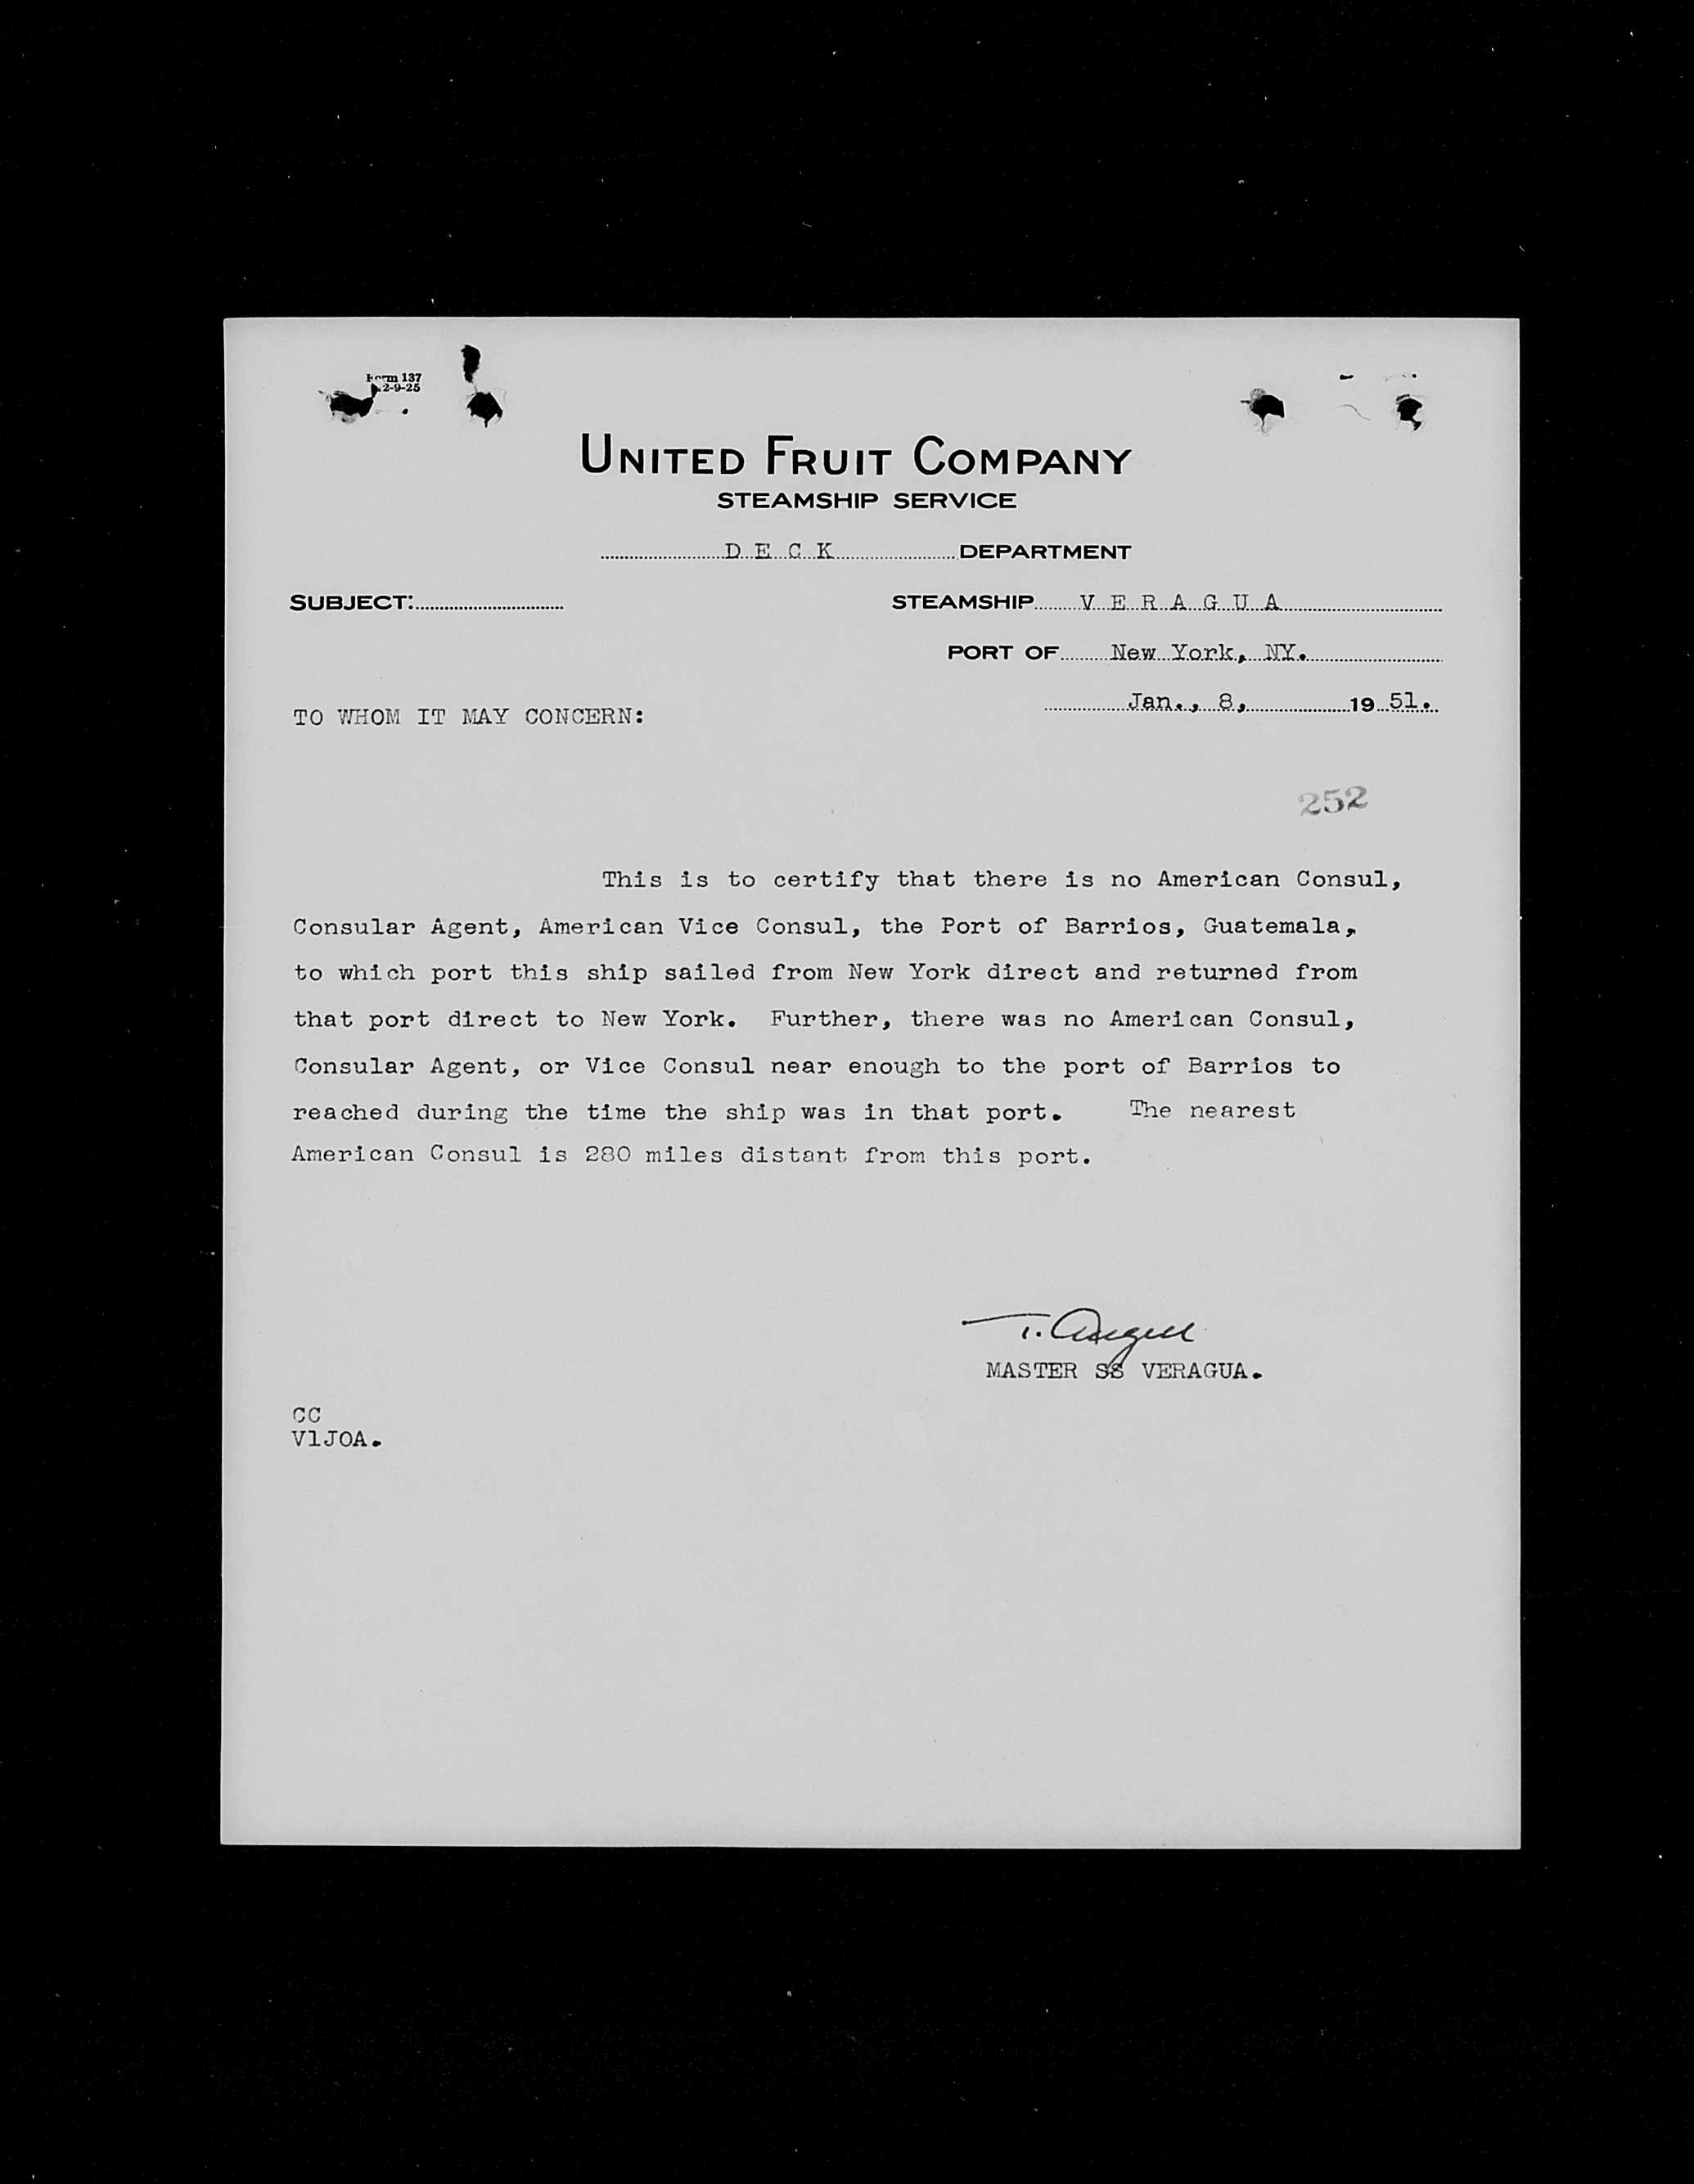 Form 137
2-9-25
UNITED FRUIT COMPANY
STEAMSHIP SERVICE
D E C K DEPARTMENT
SUBJECT:
STEAMSHIP V E R A G U A
PORT OF New York, NY.
Jan., 8, 19 51.
TO WHOM IT MAY CONCERN:
252
This is to certify that there is no American Consul,
Consular Agent, American Vice Consul, the Port of Barrios, Guatemala,
to which port this ship sailed from New York direct and returned from
that port direct to New York. Further, there was no American Consul,
Consular Agent, or Vice Consul near enough to the port of Barrios to
reached during the time the ship was in that port. The nearest
American Consul is 280 miles distant from this port.
T.
MASTER SS VERAGUA.
CC
V1JOA.